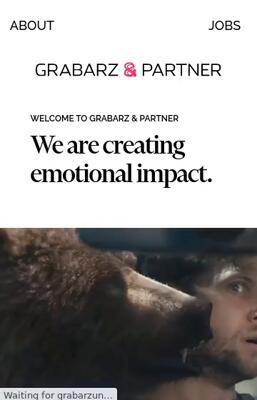 ABOUT JOBS
GRABARZ & PARTNER
WELCOME TO GRABARZ & PARTNER
We are creating
emotional impact.
Waiting for grabarzun...